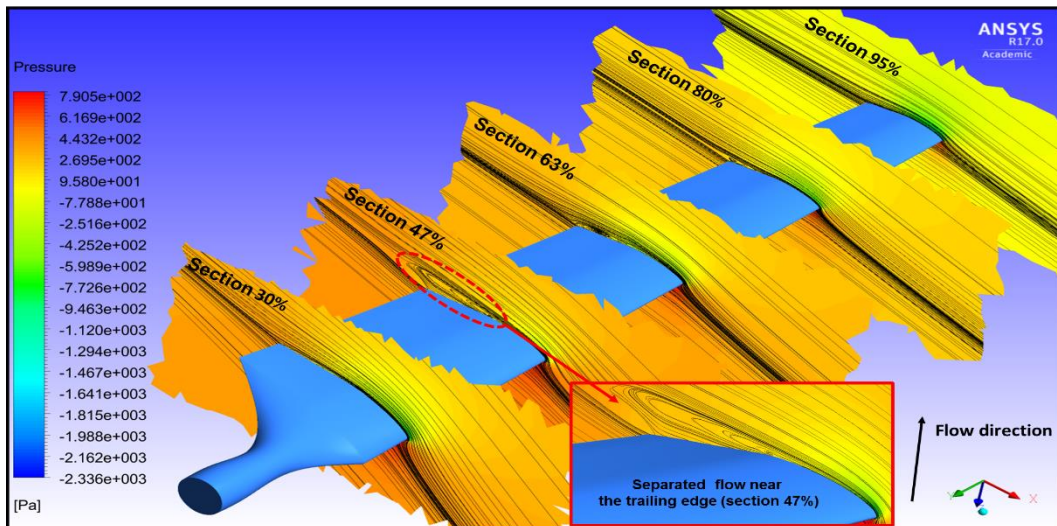 ANSYS
R17.0
Academic
Pressure
7.905e+002
6.169e+002
4.432e+002
2.695e+002
9.580e+001
-7.788e+001
-2.516e+002
-4.252e+002
-5.989e+002
-7.726e+002
-9.463e+002
-1.120e+003
-1.294e+003
-1.467e+003
-1.641e+003
-1.815e+003
-1.988e+003
-2.162e+003
-2.336e+003
[Pa]
Section 30%
Section 47%
Section 63%
Section 80%
Section 95%
Separated flow near
the trailing edge (section 47%)
Flow direction
Y
X